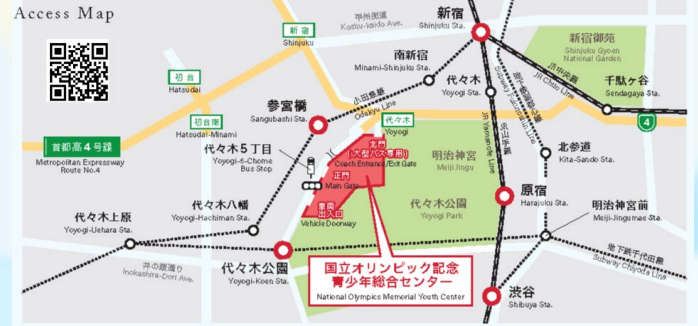 Access Map
甲州街道
Koshu-kaido Ave.
新宿
Shinjuku Sta.
新宿
Shinjuku
新宿御苑
Shinjuku Gyoen
National Garden
南新宿
Minami-Shinjuku Sta.
JR中央線
JR Chuo Line
初台
Hatsudai
代々木
Yoyogi Sta.
千駄ヶ谷
Sendagaya Sta.
小田急線
Odakyu Line
参宮橋
Sangubashi Sta.
初台南
Hatsudai-Minami
代々木
Yoyogi
4
首都高4号線
Metropolitan Expressway
Route No.4
代々木5丁目
Yoyogi-5-Chome
Bus Stop
北門
(大型バス専用)
Coach Entrance/Exit Gate
正門
Main Gate
車両
出入口
Vehicle Doorway
明治神宮
Meiji Jingu
JR山手線
JR Yamanote Line
北参道
Kita-Sando Sta.
原宿
Harajuku Sta.
代々木公園
Yoyogi Park
明治神宮前
Meiji-Jingumae Sta.
代々木八幡
Yoyogi-Hachiman Sta.
代々木上原
Yoyogi-Uehara Sta.
井の頭通り
Inokashira-Dori Ave.
代々木公園
Yoyogi-Koen Sta.
地下鉄千代田線
Subway Chiyoda Line
国立オリンピック記念
青少年総合センター
National Olympics Memorial Youth Center
渋谷
Shibuya Sta.